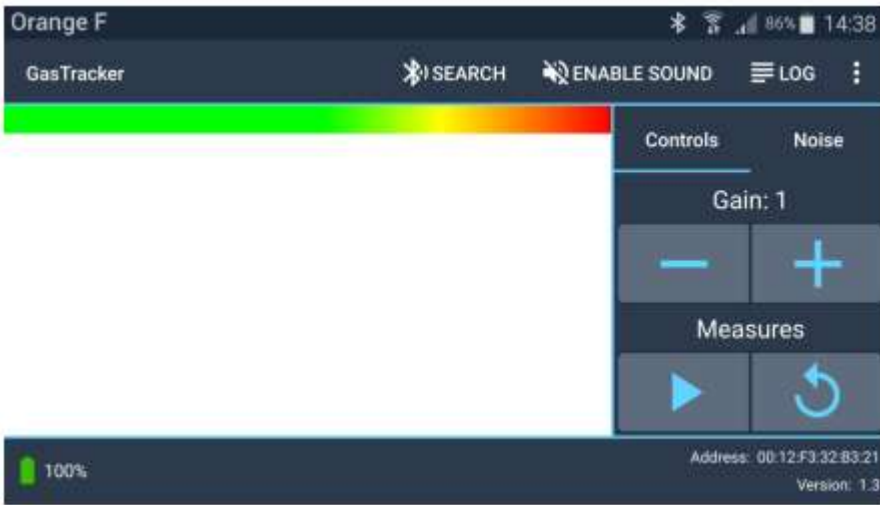 Orange F 86% 14:38
GasTracker SEARCH ENABLE SOUND LOG
Controls Noise
Gain: 1
Measures
100%
Address: 00:12:F3:32:B3:21
Version: 1.3